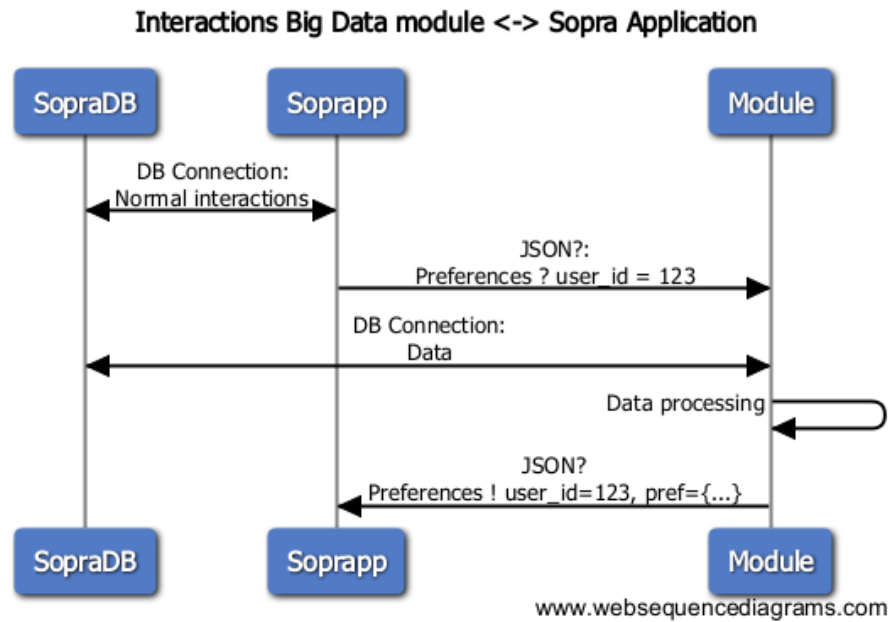 Interactions Big Data module <-> Sopra Application
SopraDB
Soprapp
Module
DB Connection:
Normal interactions
JSON?:
Preferences ? user_id = 123
DB Connection:
Data
Data processing
JSON?
Preferences ! user_id=123, pref={...}
SopraDB
Soprapp
Module
www.websequencediagrams.com